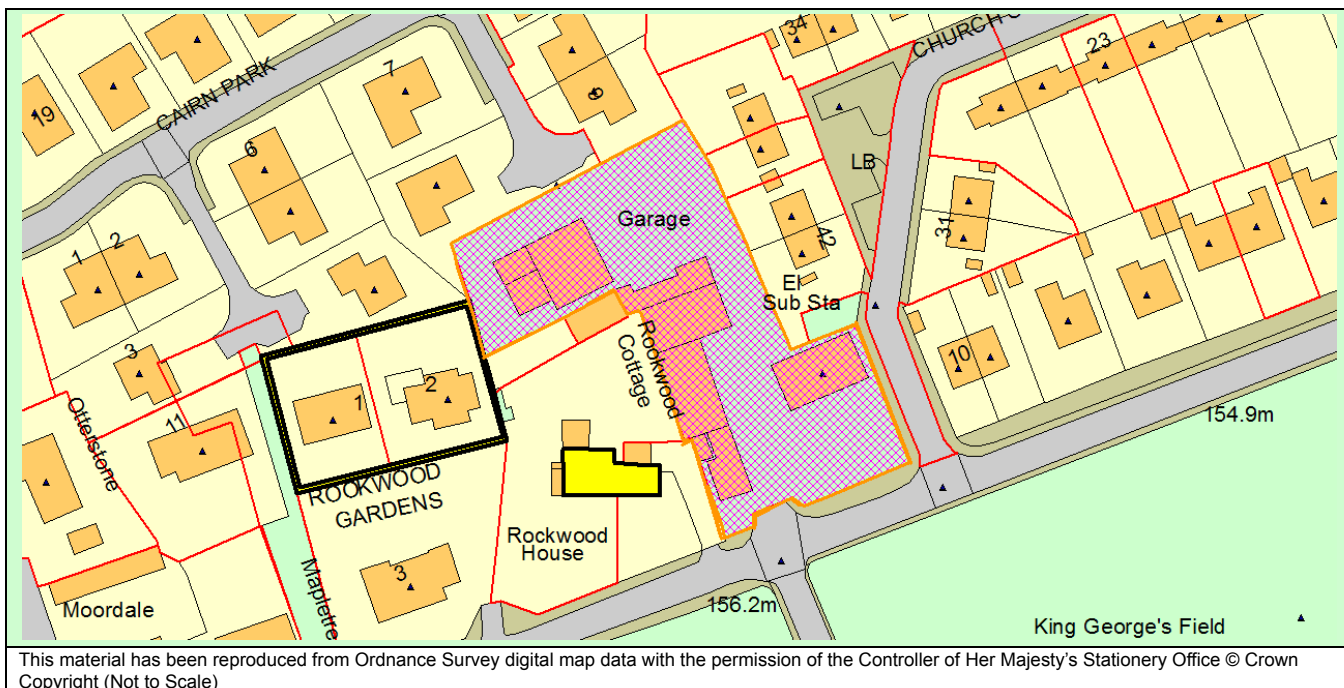 34
CHURCH
23
7
19
CAIRN PARK
9
6
LB
Garage
42
31
El
Sub Sta
1
2
Rookwood
Cottage
3
10
2
1
154.9m
Otterstone
11
ROOKWOOD
GARDENS
Rockwood
House
3
Mapletre
Moordale
156.2m
King George's Field
This material has been reproduced from Ordnance Survey digital map data with the permission of the Controller of Her Majesty's Stationery Office © Crown
Copyright (Not to Scale)